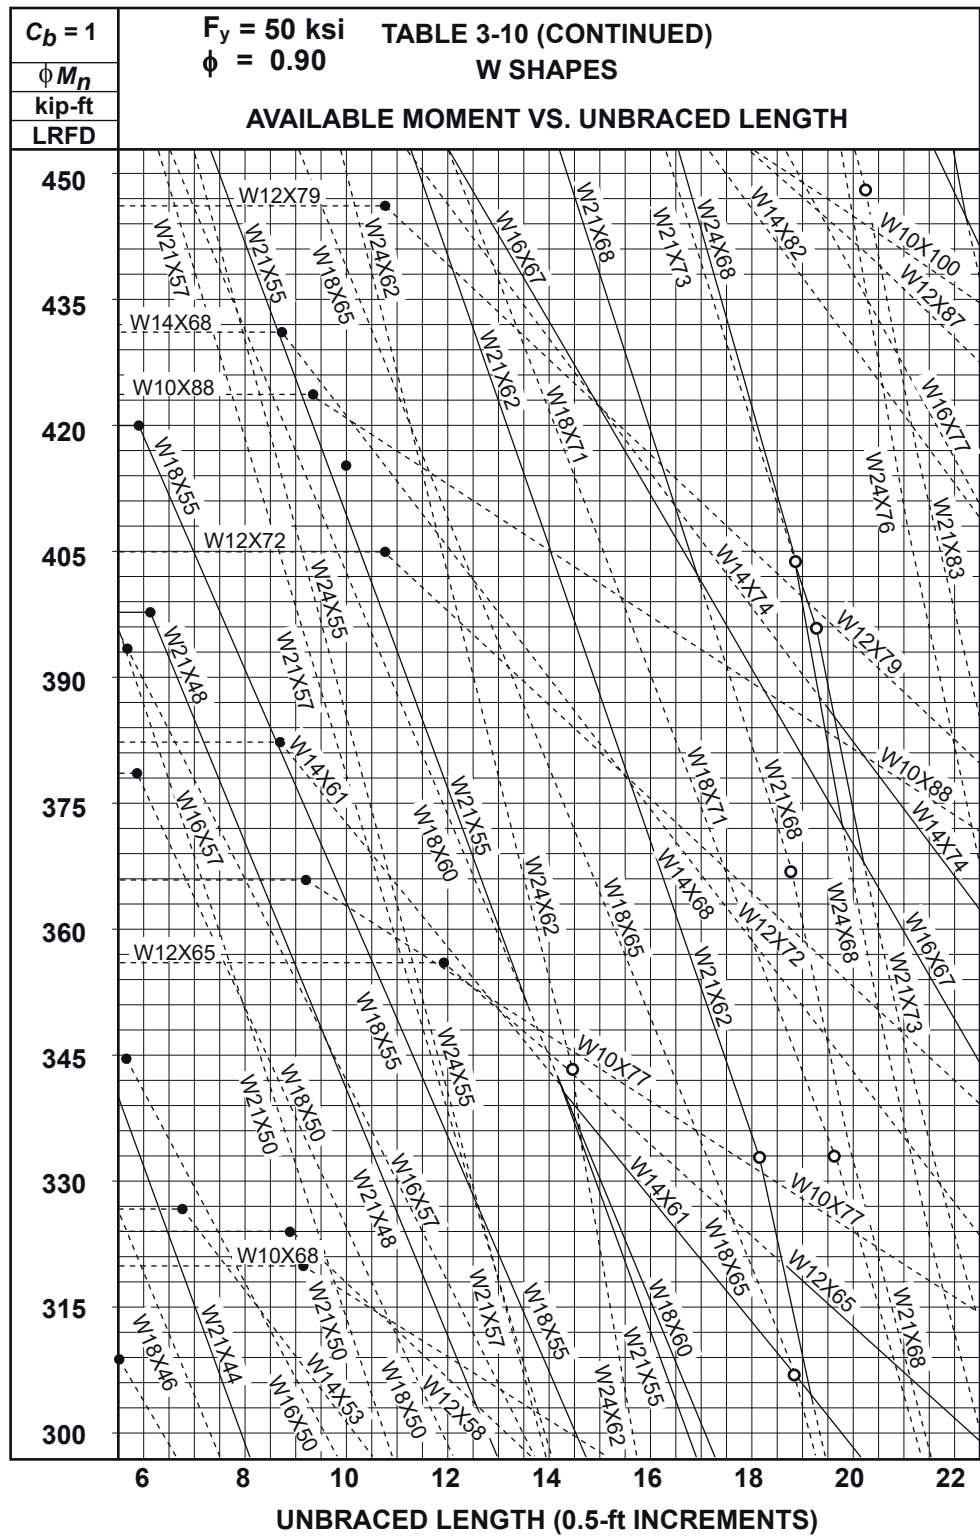 C_b = 1
F_y = 50 ksi TABLE 3-10 (CONTINUED)
ϕ = 0.90 W SHAPES
ϕM_n
kip-ft
LRFD
AVAILABLE MOMENT VS. UNBRACED LENGTH
450
W12X79
W21X57
W21X55
W18X65
W24X62
W16X67
W21X68
W21X73
W24X68
W14X82
W10X100
W12X87
435
W14X68
W21X62
W10X88
W18X71
W16X77
420
W18X55
W24X76
W21X83
W12X72
405
W24X55
W14X74
W12X79
W21X48
W21X57
390
W14X61
W10X88
375
W16X57
W18X60
W21X55
W18X71
W21X68
W14X74
W24X62
W18X65
W14X68
W12X72
W24X68
W16X67
360
W12X65
W21X62
W21X73
W18X55
W24X55
345
W10X77
W21X50
W18X50
330
W21X48
W16X57
W14X61
W10X77
W10X68
W18X65
W12X65
315
W18X46
W21X44
W21X50
W21X57
W18X55
W18X60
W21X68
W16X50
W14X53
W18X50
W12X58
W24X62
W21X55
300
6 8 10 12 14 16 18 20 22
UNBRACED LENGTH (0.5-ft INCREMENTS)